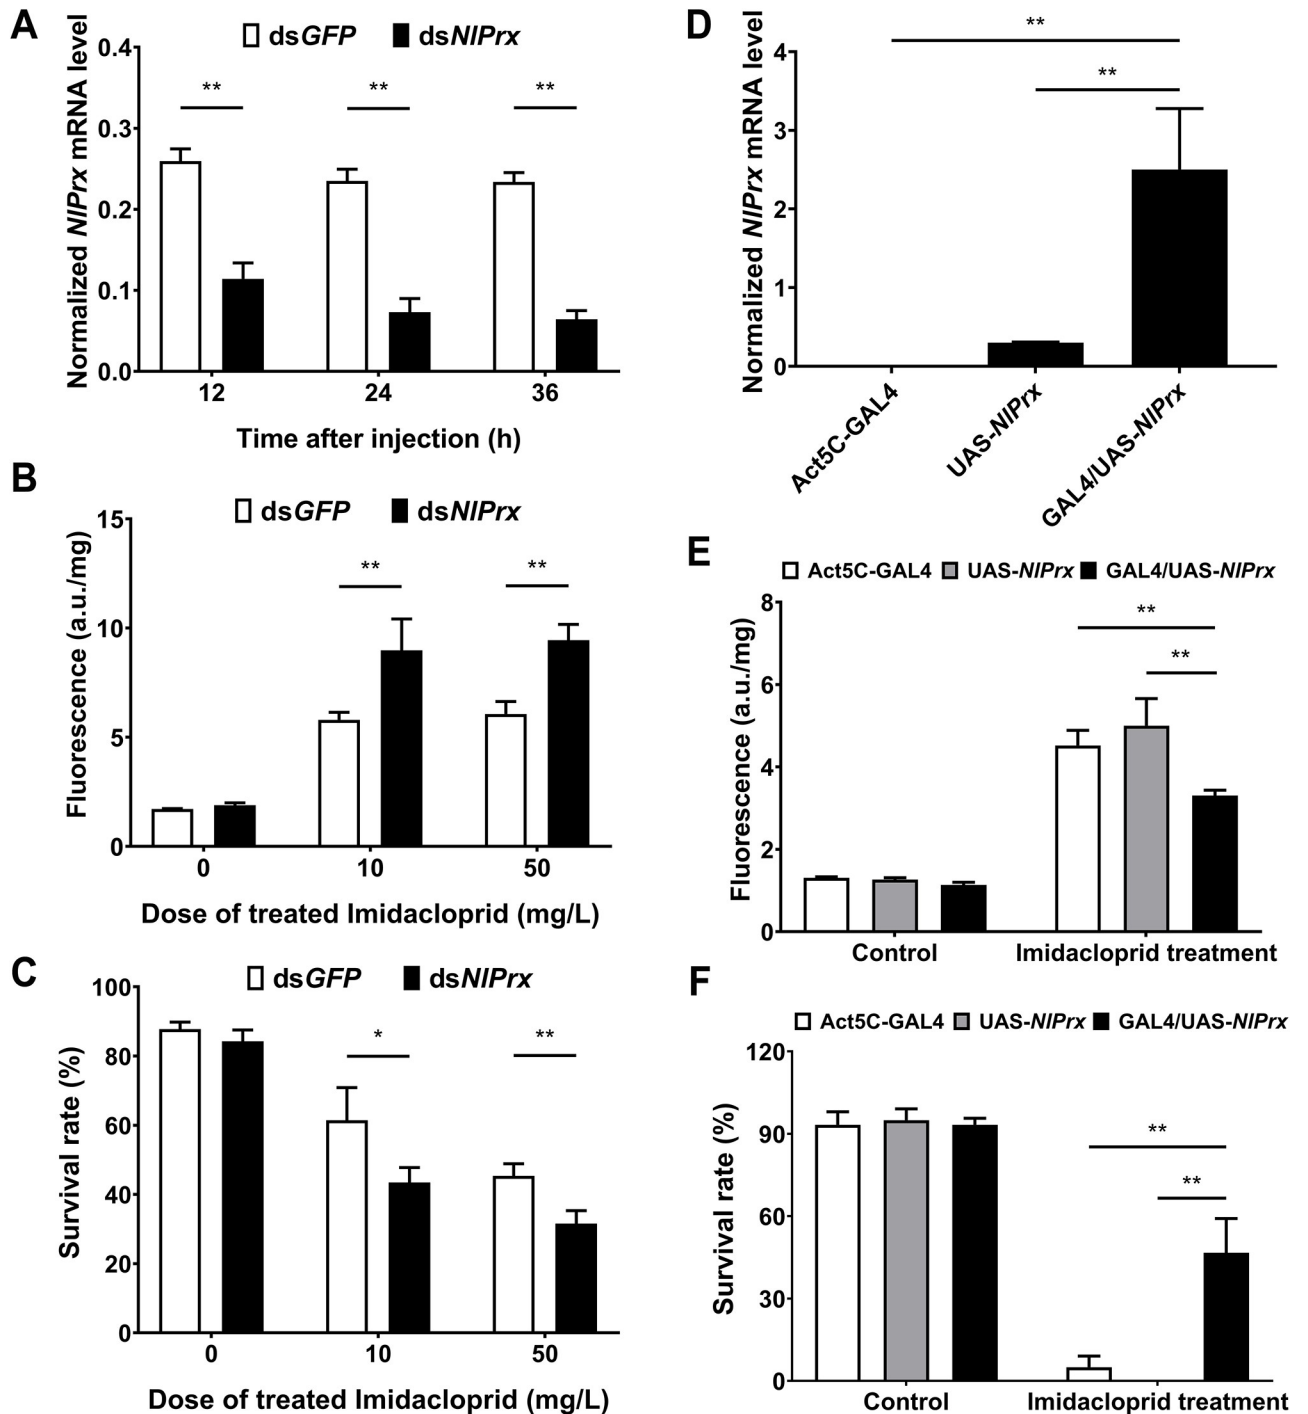 A
dsGFP dsNlPrx
Normalized NlPrx mRNA level
0.4
0.3
0.2
0.1
0.0
** ** **
12 24 36
Time after injection (h)
B
dsGFP dsNlPrx
Fluorescence (a.u./mg)
15
10
5
0
** **
0 10 50
Dose of treated Imidacloprid (mg/L)
C
dsGFP dsNlPrx
Survival rate (%)
100
80
60
40
20
0
* **
0 10 50
Dose of treated Imidacloprid (mg/L)
D
Normalized NlPrx mRNA level
4
3
2
1
0
**
**
Act5C-GAL4
UAS-NlPrx
GAL4/UAS-NlPrx
E
Act5C-GAL4 UAS-NlPrx GAL4/UAS-NlPrx
Fluorescence (a.u./mg)
8
6
4
2
0
**
**
Control Imidacloprid treatment
F
Act5C-GAL4 UAS-NlPrx GAL4/UAS-NlPrx
Survival rate (%)
120
90
60
30
0
**
**
Control Imidacloprid treatment